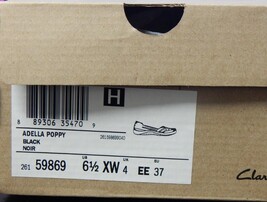 H
8 89306 35470 9
ADELLA POPPY
BLACK
NOIR
261 59869 6½ XW 4 EE 37
Clar